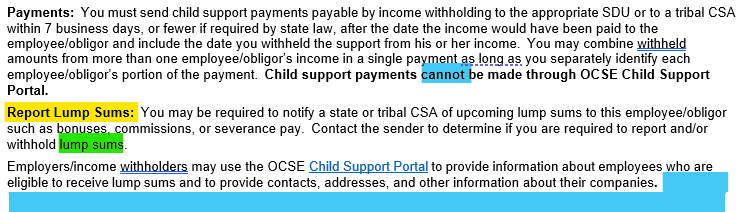 Payments: You must send child support payments payable by income withholding to the appropriate SDU or to a tribal CSA
within 7 business days, or fewer if required by state law, after the date the income would have been paid to the
employee/obligor and include the date you withheld the support from his or her income. You may combine withheld
amounts from more than one employee/obligor's income in a single payment as long as you separately identify each
employee/obligor's portion of the payment. Child support payments cannot be made through OCSE Child Support
Portal.
Report Lump Sums: You may be required to notify a state or tribal CSA of upcoming lump sums to this employee/obligor
such as bonuses, commissions, or severance pay. Contact the sender to determine if you are required to report and/or
withhold lump sums.
Employers/income withholders may use the OCSE Child Support Portal to provide information about employees who are
eligible to receive lump sums and to provide contacts, addresses, and other information about their companies.